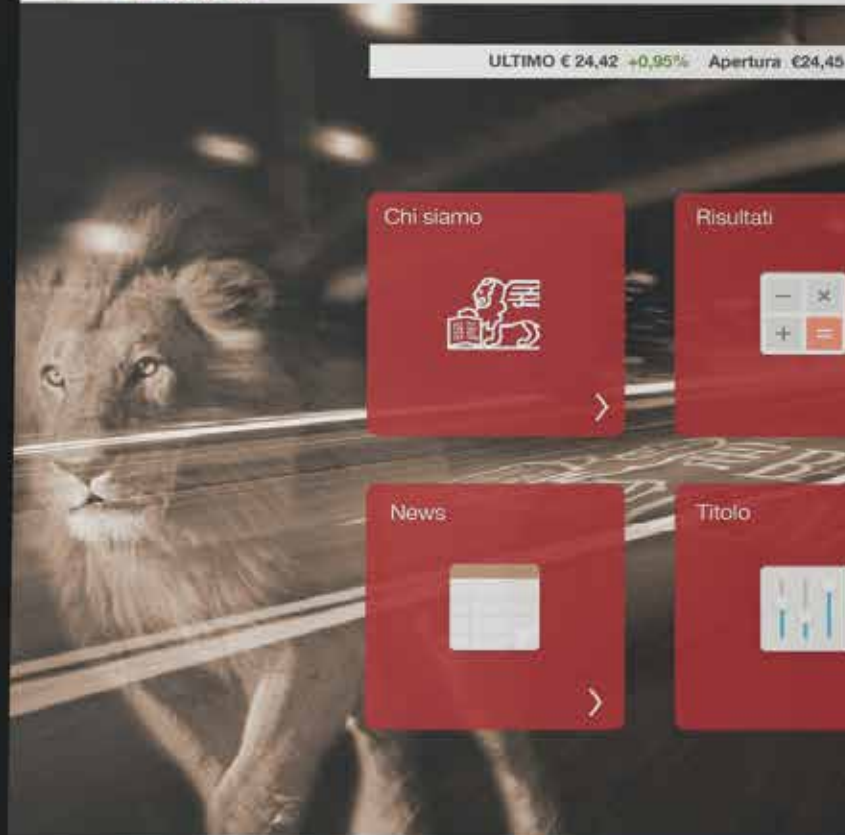 ULTIMO € 24,42 +0,95% Apertura €24,45
Chi siamo
Risultati
News
Titolo